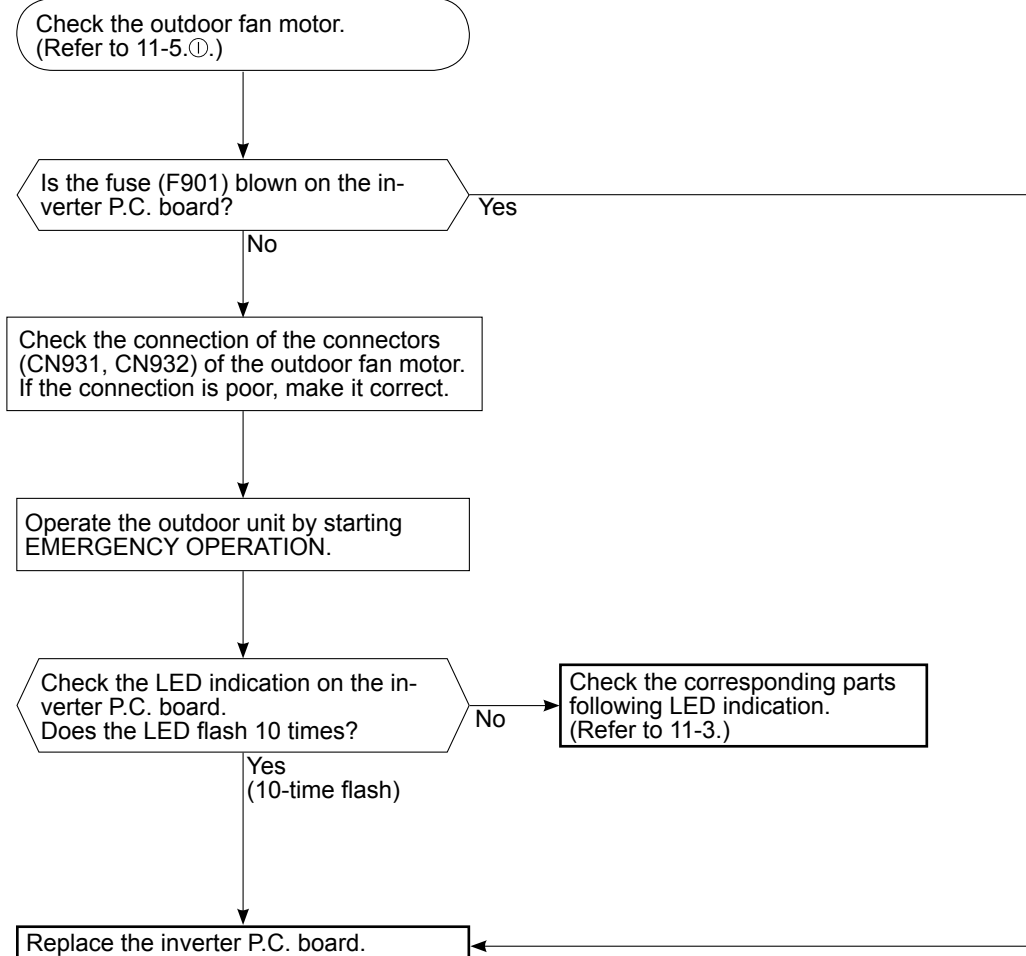 Check the outdoor fan motor.
(Refer to 11-5.Ⓘ.)
Is the fuse (F901) blown on the in-
verter P.C. board?
Yes
No
Check the connection of the connectors
(CN931, CN932) of the outdoor fan motor.
If the connection is poor, make it correct.
Operate the outdoor unit by starting
EMERGENCY OPERATION.
Check the LED indication on the in-
verter P.C. board.
Does the LED flash 10 times?
No
Check the corresponding parts
following LED indication.
(Refer to 11-3.)
Yes
(10-time flash)
Replace the inverter P.C. board.